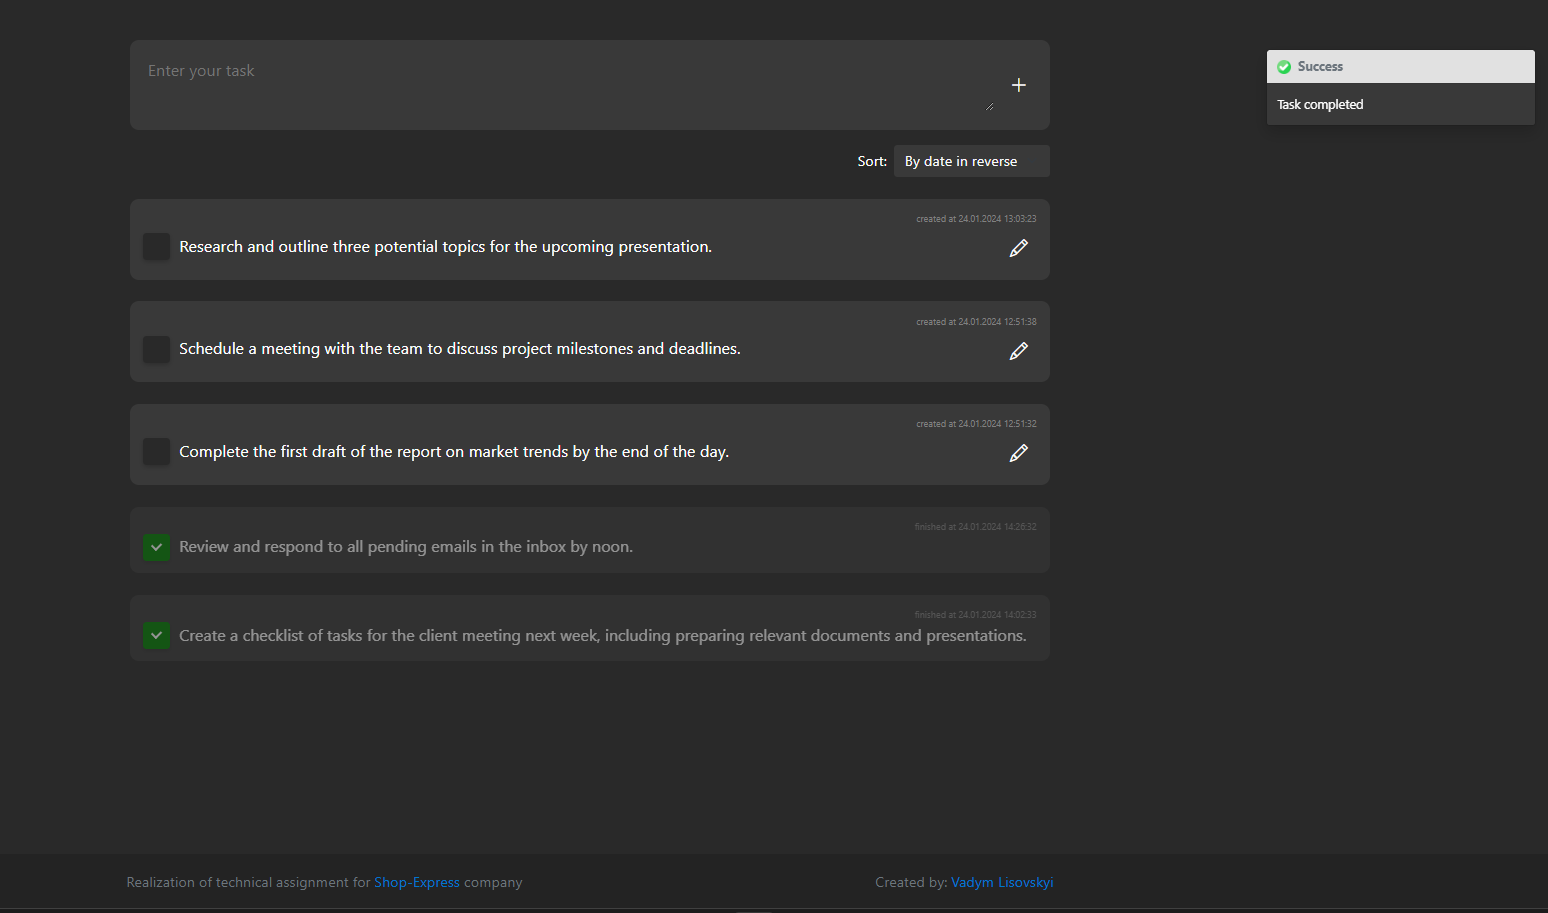 Enter your task
Success
Task completed
Sort: By date in reverse
created at 24.01.2024 13:03:23
Research and outline three potential topics for the upcoming presentation.
created at 24.01.2024 12:51:38
Schedule a meeting with the team to discuss project milestones and deadlines.
created at 24.01.2024 12:51:32
Complete the first draft of the report on market trends by the end of the day.
finished at 24.01.2024 14:26:32
Review and respond to all pending emails in the inbox by noon.
finished at 24.01.2024 14:02:33
Create a checklist of tasks for the client meeting next week, including preparing relevant documents and presentations.
Realization of technical assignment for Shop-Express company
Created by: Vadym Lisovskyi